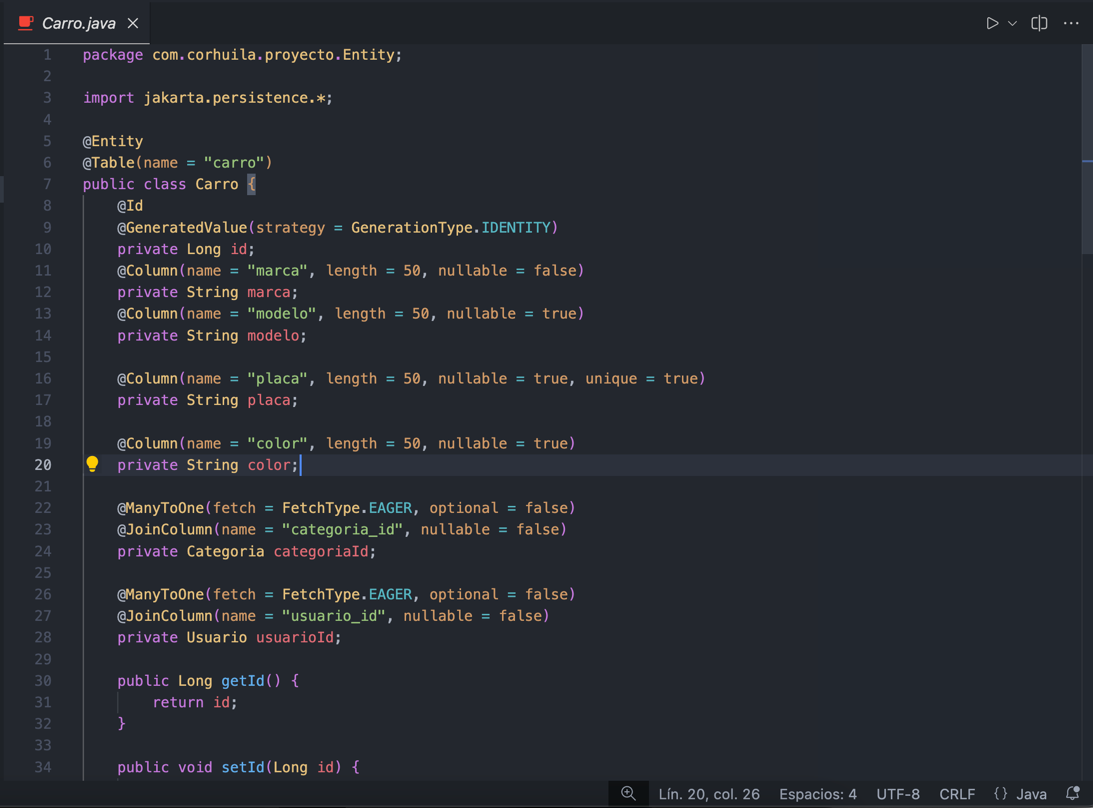 Carro.java
1 package com.corhuila.proyecto.Entity;
2
3 import jakarta.persistence.*;
4
5 @Entity
6 @Table(name = "carro")
7 public class Carro {
8     @Id
9     @GeneratedValue(strategy = GenerationType.IDENTITY)
10     private Long id;
11     @Column(name = "marca", length = 50, nullable = false)
12     private String marca;
13     @Column(name = "modelo", length = 50, nullable = true)
14     private String modelo;
15
16     @Column(name = "placa", length = 50, nullable = true, unique = true)
17     private String placa;
18
19     @Column(name = "color", length = 50, nullable = true)
20     private String color;
21
22     @ManyToOne(fetch = FetchType.EAGER, optional = false)
23     @JoinColumn(name = "categoria_id", nullable = false)
24     private Categoria categoriaId;
25
26     @ManyToOne(fetch = FetchType.EAGER, optional = false)
27     @JoinColumn(name = "usuario_id", nullable = false)
28     private Usuario usuarioId;
29
30     public Long getId() {
31         return id;
32     }
33
34     public void setId(Long id) {
Lín. 20, col. 26 Espacios: 4 UTF-8 CRLF {} Java